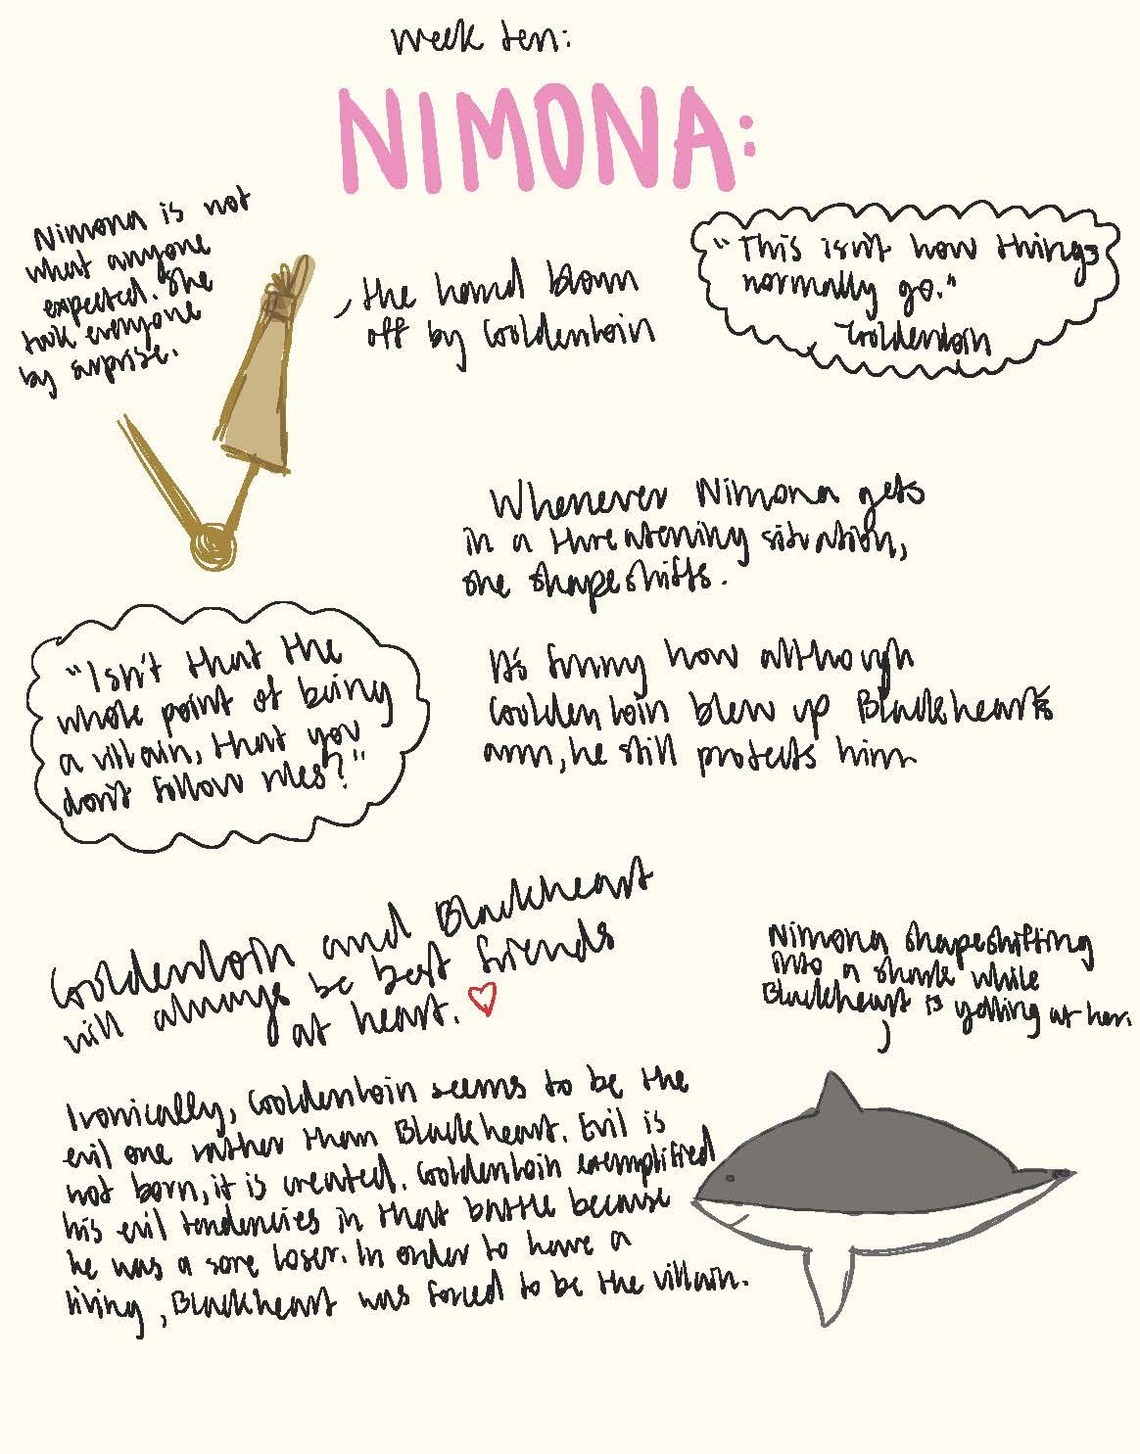 week ten:
NIMONA:
Nimona is not
what anyone
expected. She
took everyone
by surprise.
the hand blown
off by Goldenloin
"This isn't how things
normally go."
-Goldenloin
Whenever Nimona gets
in a threatening situation,
she shapeshifts.
"Isn't that the
whole point of being
a villain, that you
don't follow rules?"
It's funny how although
Goldenloin blew up Blackheart's
arm, he still protects him
Goldenloin and Blackheart
will always be best friends
at heart.
Nimona shapeshifting
into a shark while
Blackheart is yelling at her.
Ironically, Goldenloin seems to be the
evil one rather than Blackheart. Evil is
not born, it is created. Goldenloin exemplified
his evil tendencies in that battle because
he was a sore loser. In order to have a
living, Blackheart was forced to be the villain.